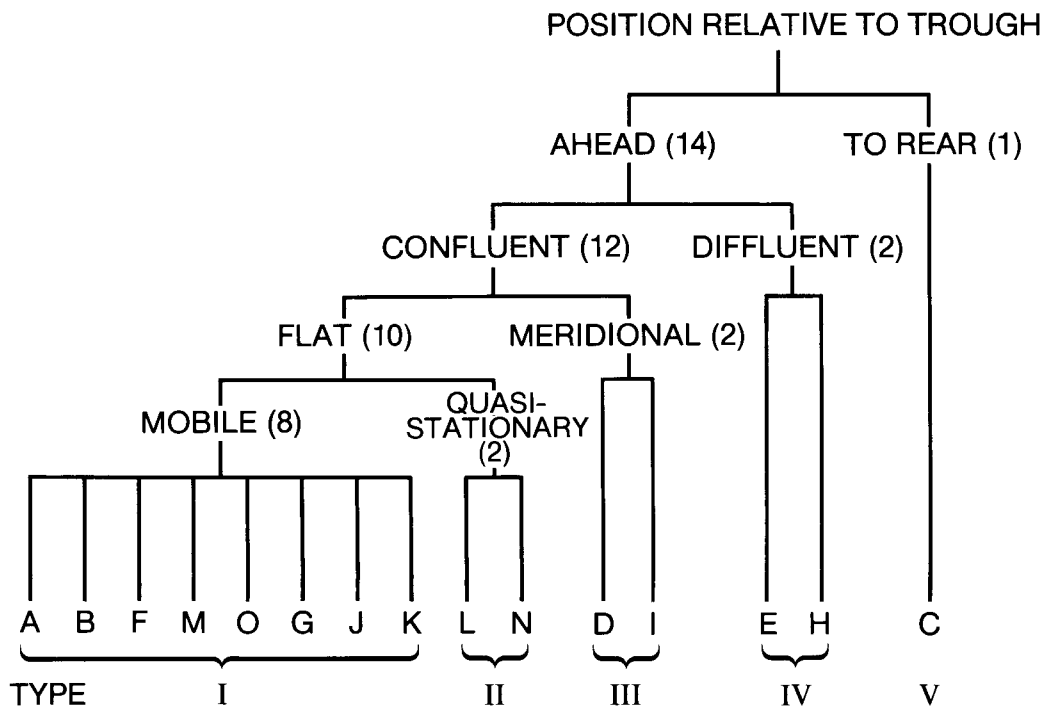 POSITION RELATIVE TO TROUGH
AHEAD (14) TO REAR (1)
CONFLUENT (12) DIFFLUENT (2)
FLAT (10) MERIDIONAL (2)
MOBILE (8)
QUASI-
STATIONARY
(2)
A B F M O G J K L N D I E H C
TYPE I II III IV V